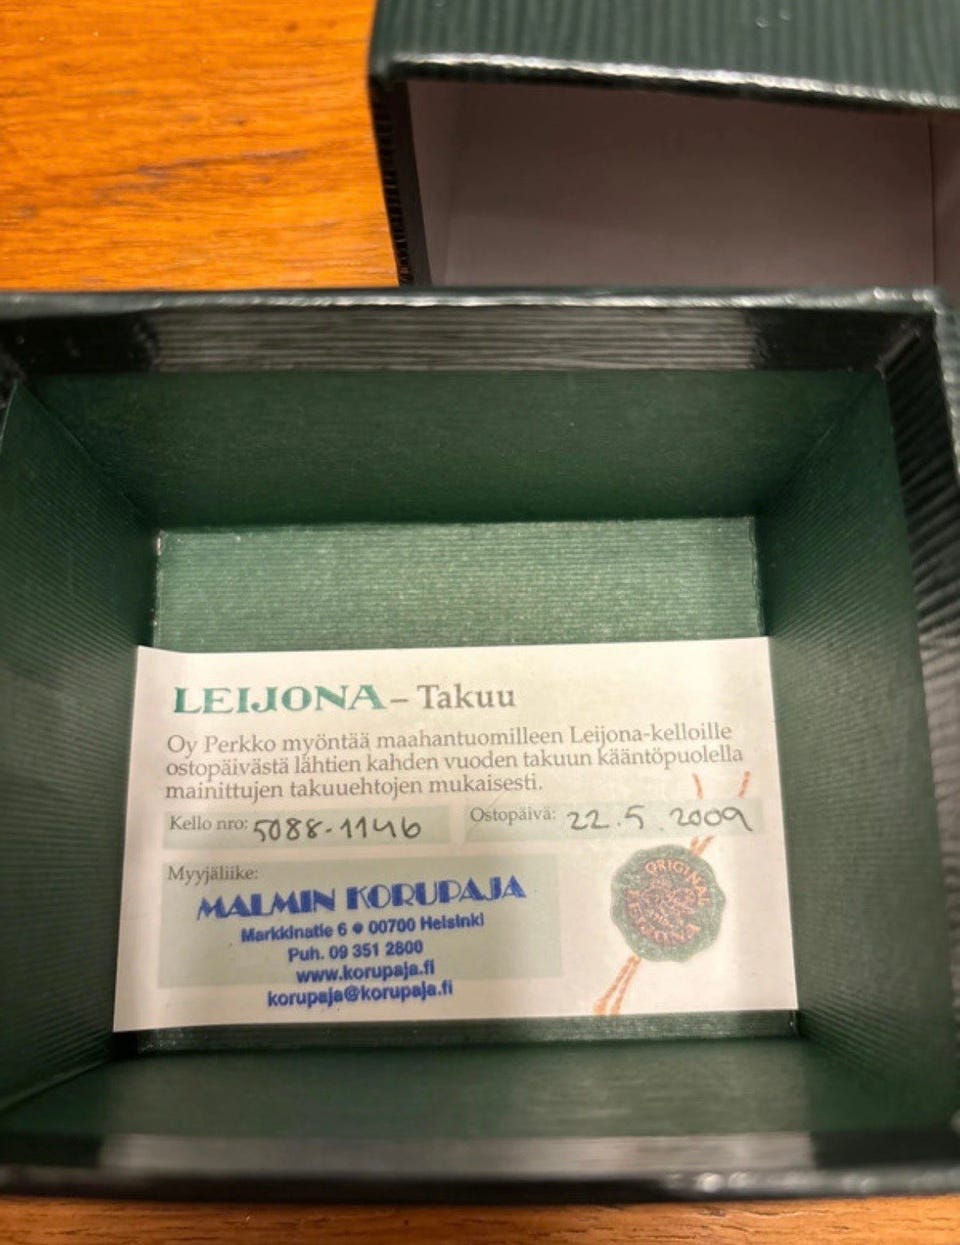 LEIJONA – Takuu
Oy Perkko myöntää maahantuomilleen Leijona-kelloille
ostopäivästä lähtien kahden vuoden takuun kääntöpuolella
mainittujen takuuehtojen mukaisesti.
Kello nro: 5088-1146
Ostopäivä: 22.5.2009
Myyjäliike:
MALMIN KORUPAJA
Markkinatie 6 • 00700 Helsinki
Puh. 09 351 2800
www.korupaja.fi
korupaja@korupaja.fi
ORIGINAL
LEIJONA